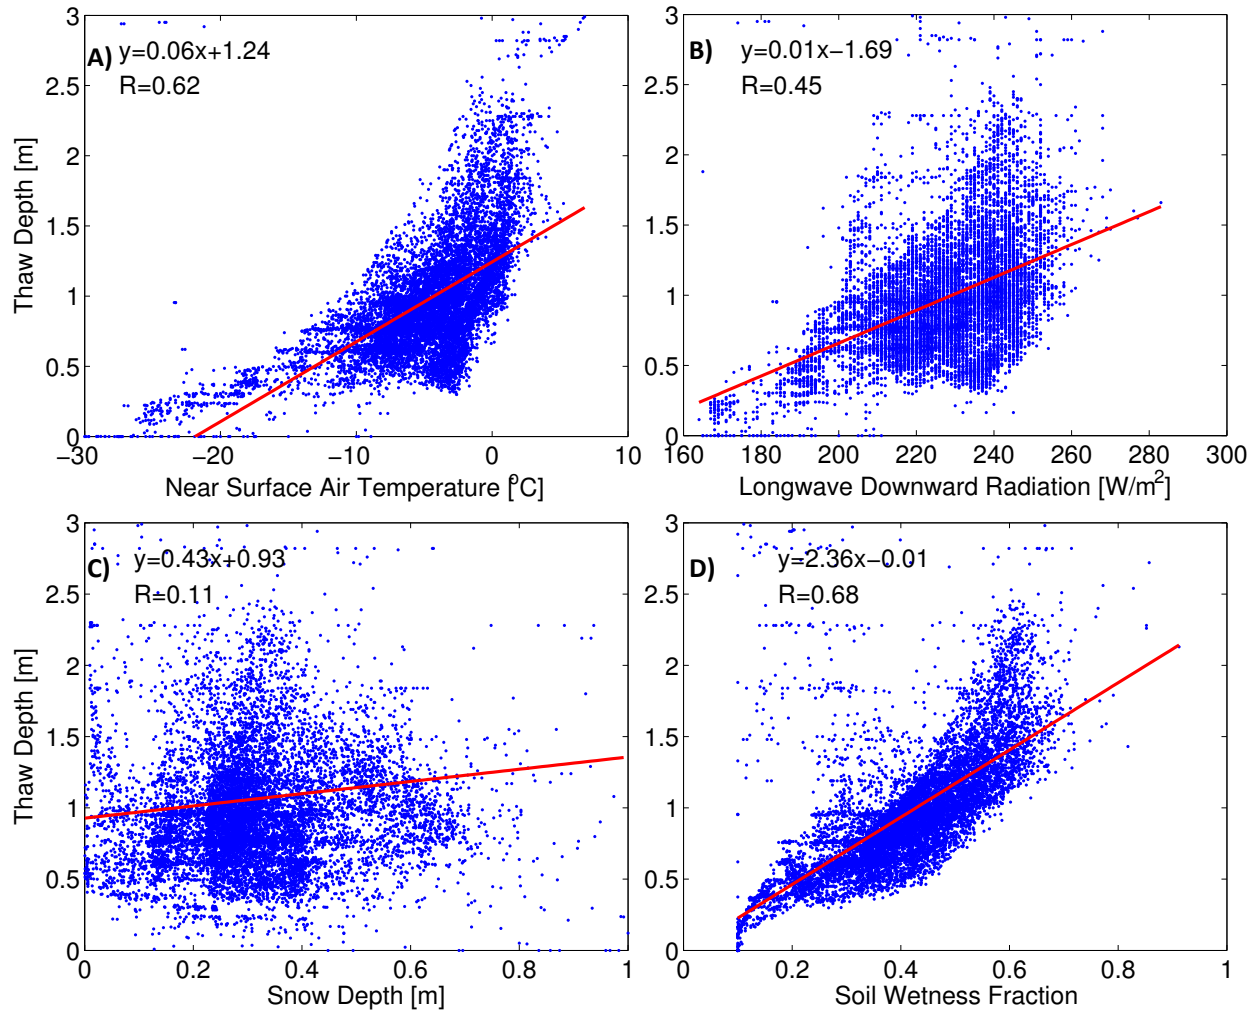 A) y=0.06x+1.24
R=0.62
3
2.5
2
1.5
1
0.5
0
Thaw Depth [m]
−30 −20 −10 0 10
Near Surface Air Temperature [°C]
B) y=0.01x−1.69
R=0.45
3
2.5
2
1.5
1
0.5
0
160 180 200 220 240 260 280 300
Longwave Downward Radiation [W/m²]
C) y=0.43x+0.93
R=0.11
3
2.5
2
1.5
1
0.5
0
Thaw Depth [m]
0 0.2 0.4 0.6 0.8 1
Snow Depth [m]
D) y=2.36x−0.01
R=0.68
3
2.5
2
1.5
1
0.5
0
0 0.2 0.4 0.6 0.8 1
Soil Wetness Fraction